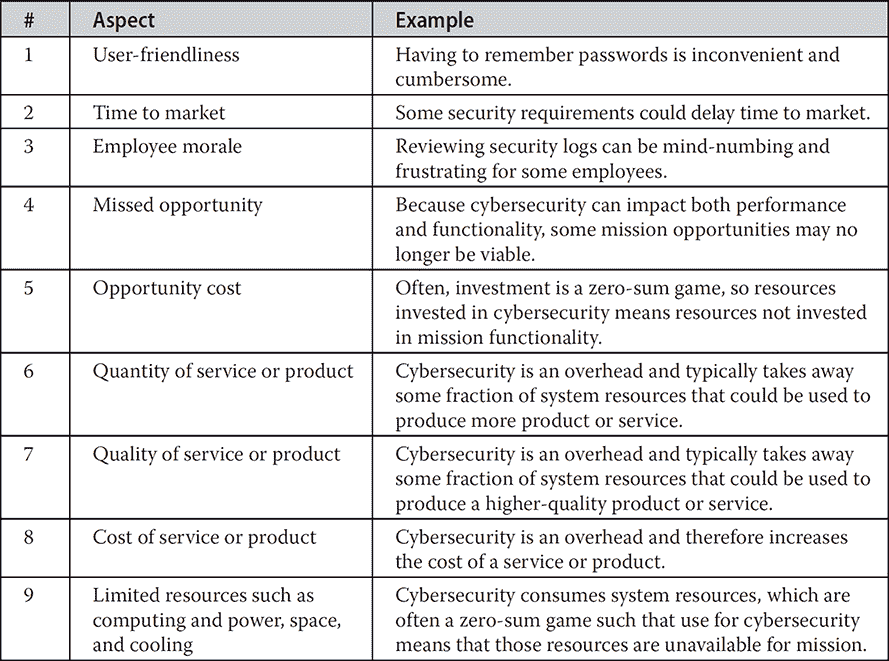 # Aspect Example
1 User-friendliness Having to remember passwords is inconvenient and
cumbersome.
2 Time to market Some security requirements could delay time to market.
3 Employee morale Reviewing security logs can be mind-numbing and
frustrating for some employees.
4 Missed opportunity Because cybersecurity can impact both performance
and functionality, some mission opportunities may no
longer be viable.
5 Opportunity cost Often, investment is a zero-sum game, so resources
invested in cybersecurity means resources not invested
in mission functionality.
6 Quantity of service or product Cybersecurity is an overhead and typically takes away
some fraction of system resources that could be used to
produce more product or service.
7 Quality of service or product Cybersecurity is an overhead and typically takes away
some fraction of system resources that could be used to
produce a higher-quality product or service.
8 Cost of service or product Cybersecurity is an overhead and therefore increases
the cost of a service or product.
9 Limited resources such as Cybersecurity consumes system resources, which are
computing and power, space, often a zero-sum game such that use for cybersecurity
and cooling means that those resources are unavailable for mission.